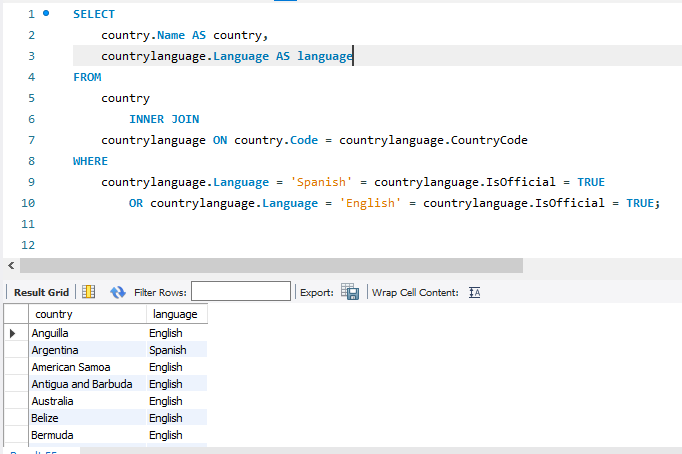 1 SELECT
2 country.Name AS country,
3 countrylanguage.Language AS language
4 FROM
5 country
6 INNER JOIN
7 countrylanguage ON country.Code = countrylanguage.CountryCode
8 WHERE
9 countrylanguage.Language = 'Spanish' = countrylanguage.IsOfficial = TRUE
10 OR countrylanguage.Language = 'English' = countrylanguage.IsOfficial = TRUE;
11
12
Result Grid Filter Rows: Export: Wrap Cell Content: IA
country language
Anguilla English
Argentina Spanish
American Samoa English
Antigua and Barbuda English
Australia English
Belize English
Bermuda English